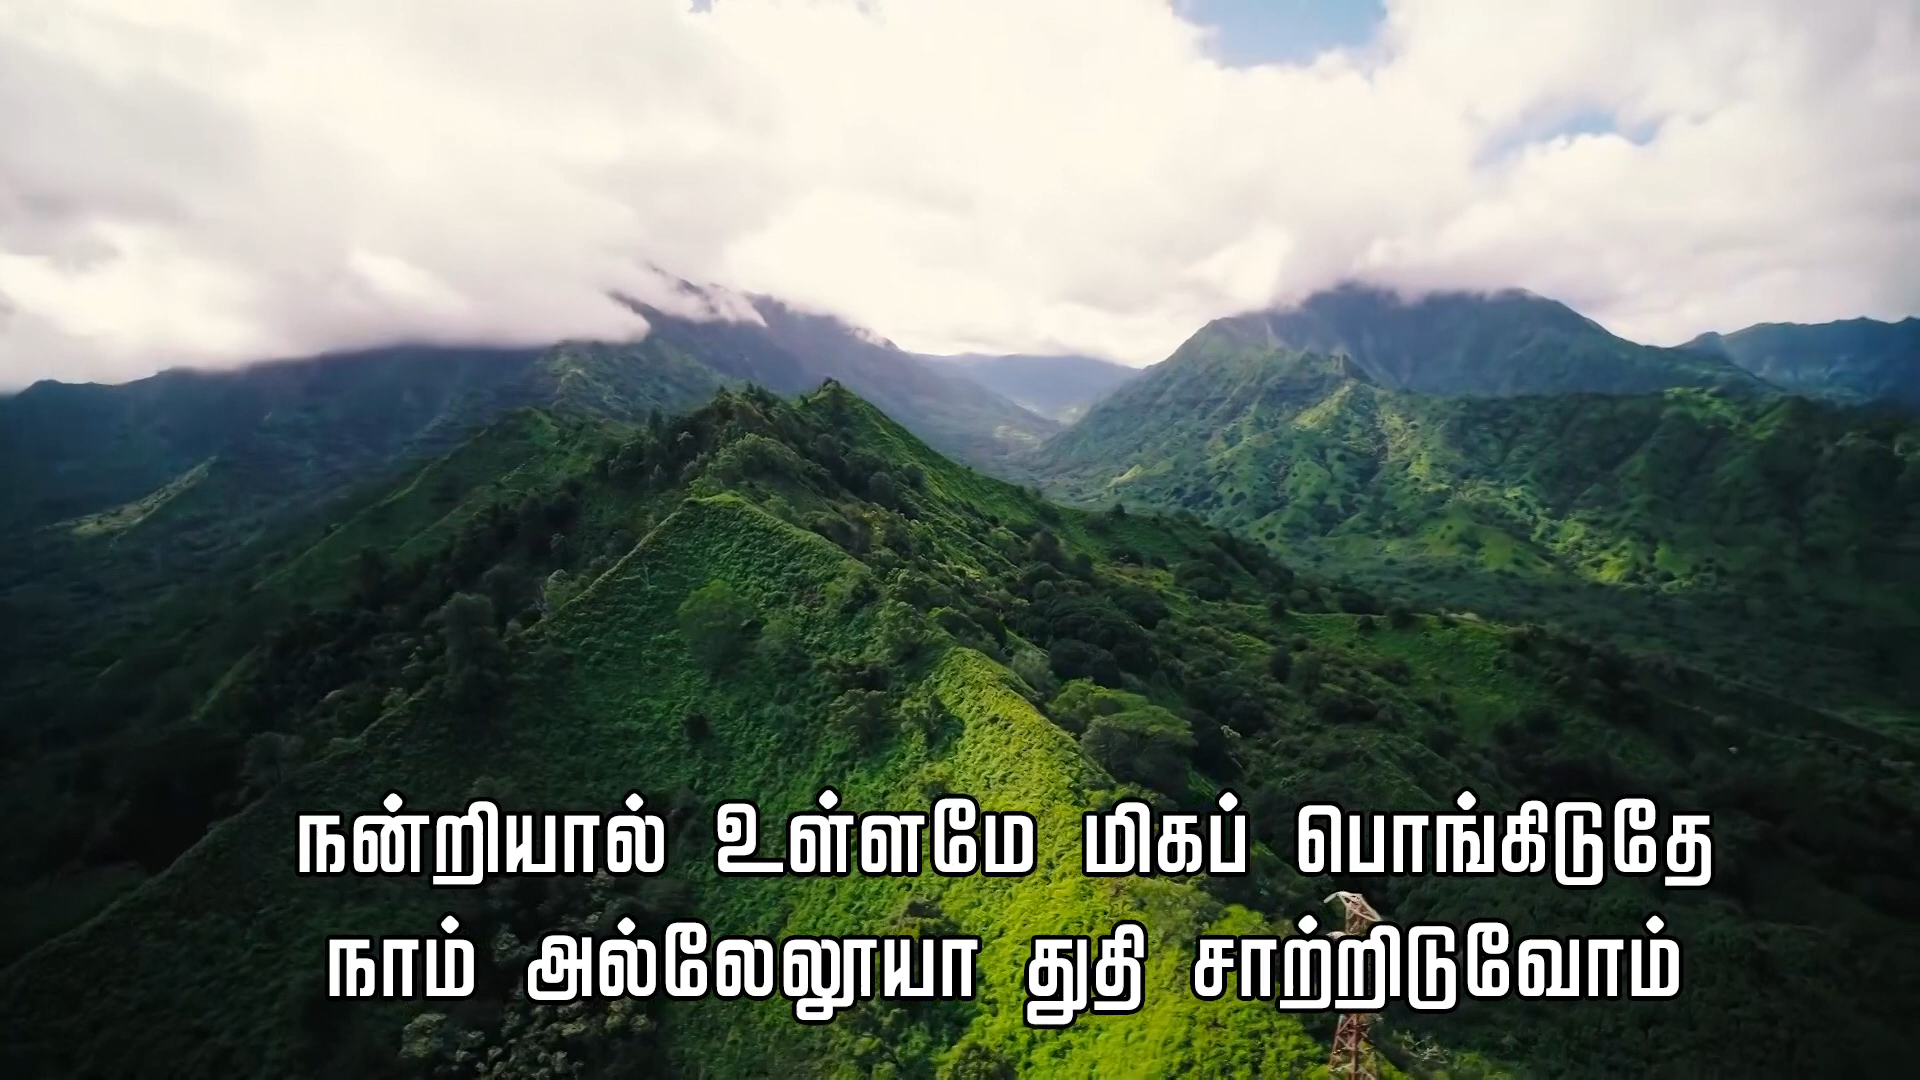 நன்றியால் உள்ளமே மிகப் பொங்கிடுதே
நாம் அல்லேலூயா துதி சாற்றிடுவோம்